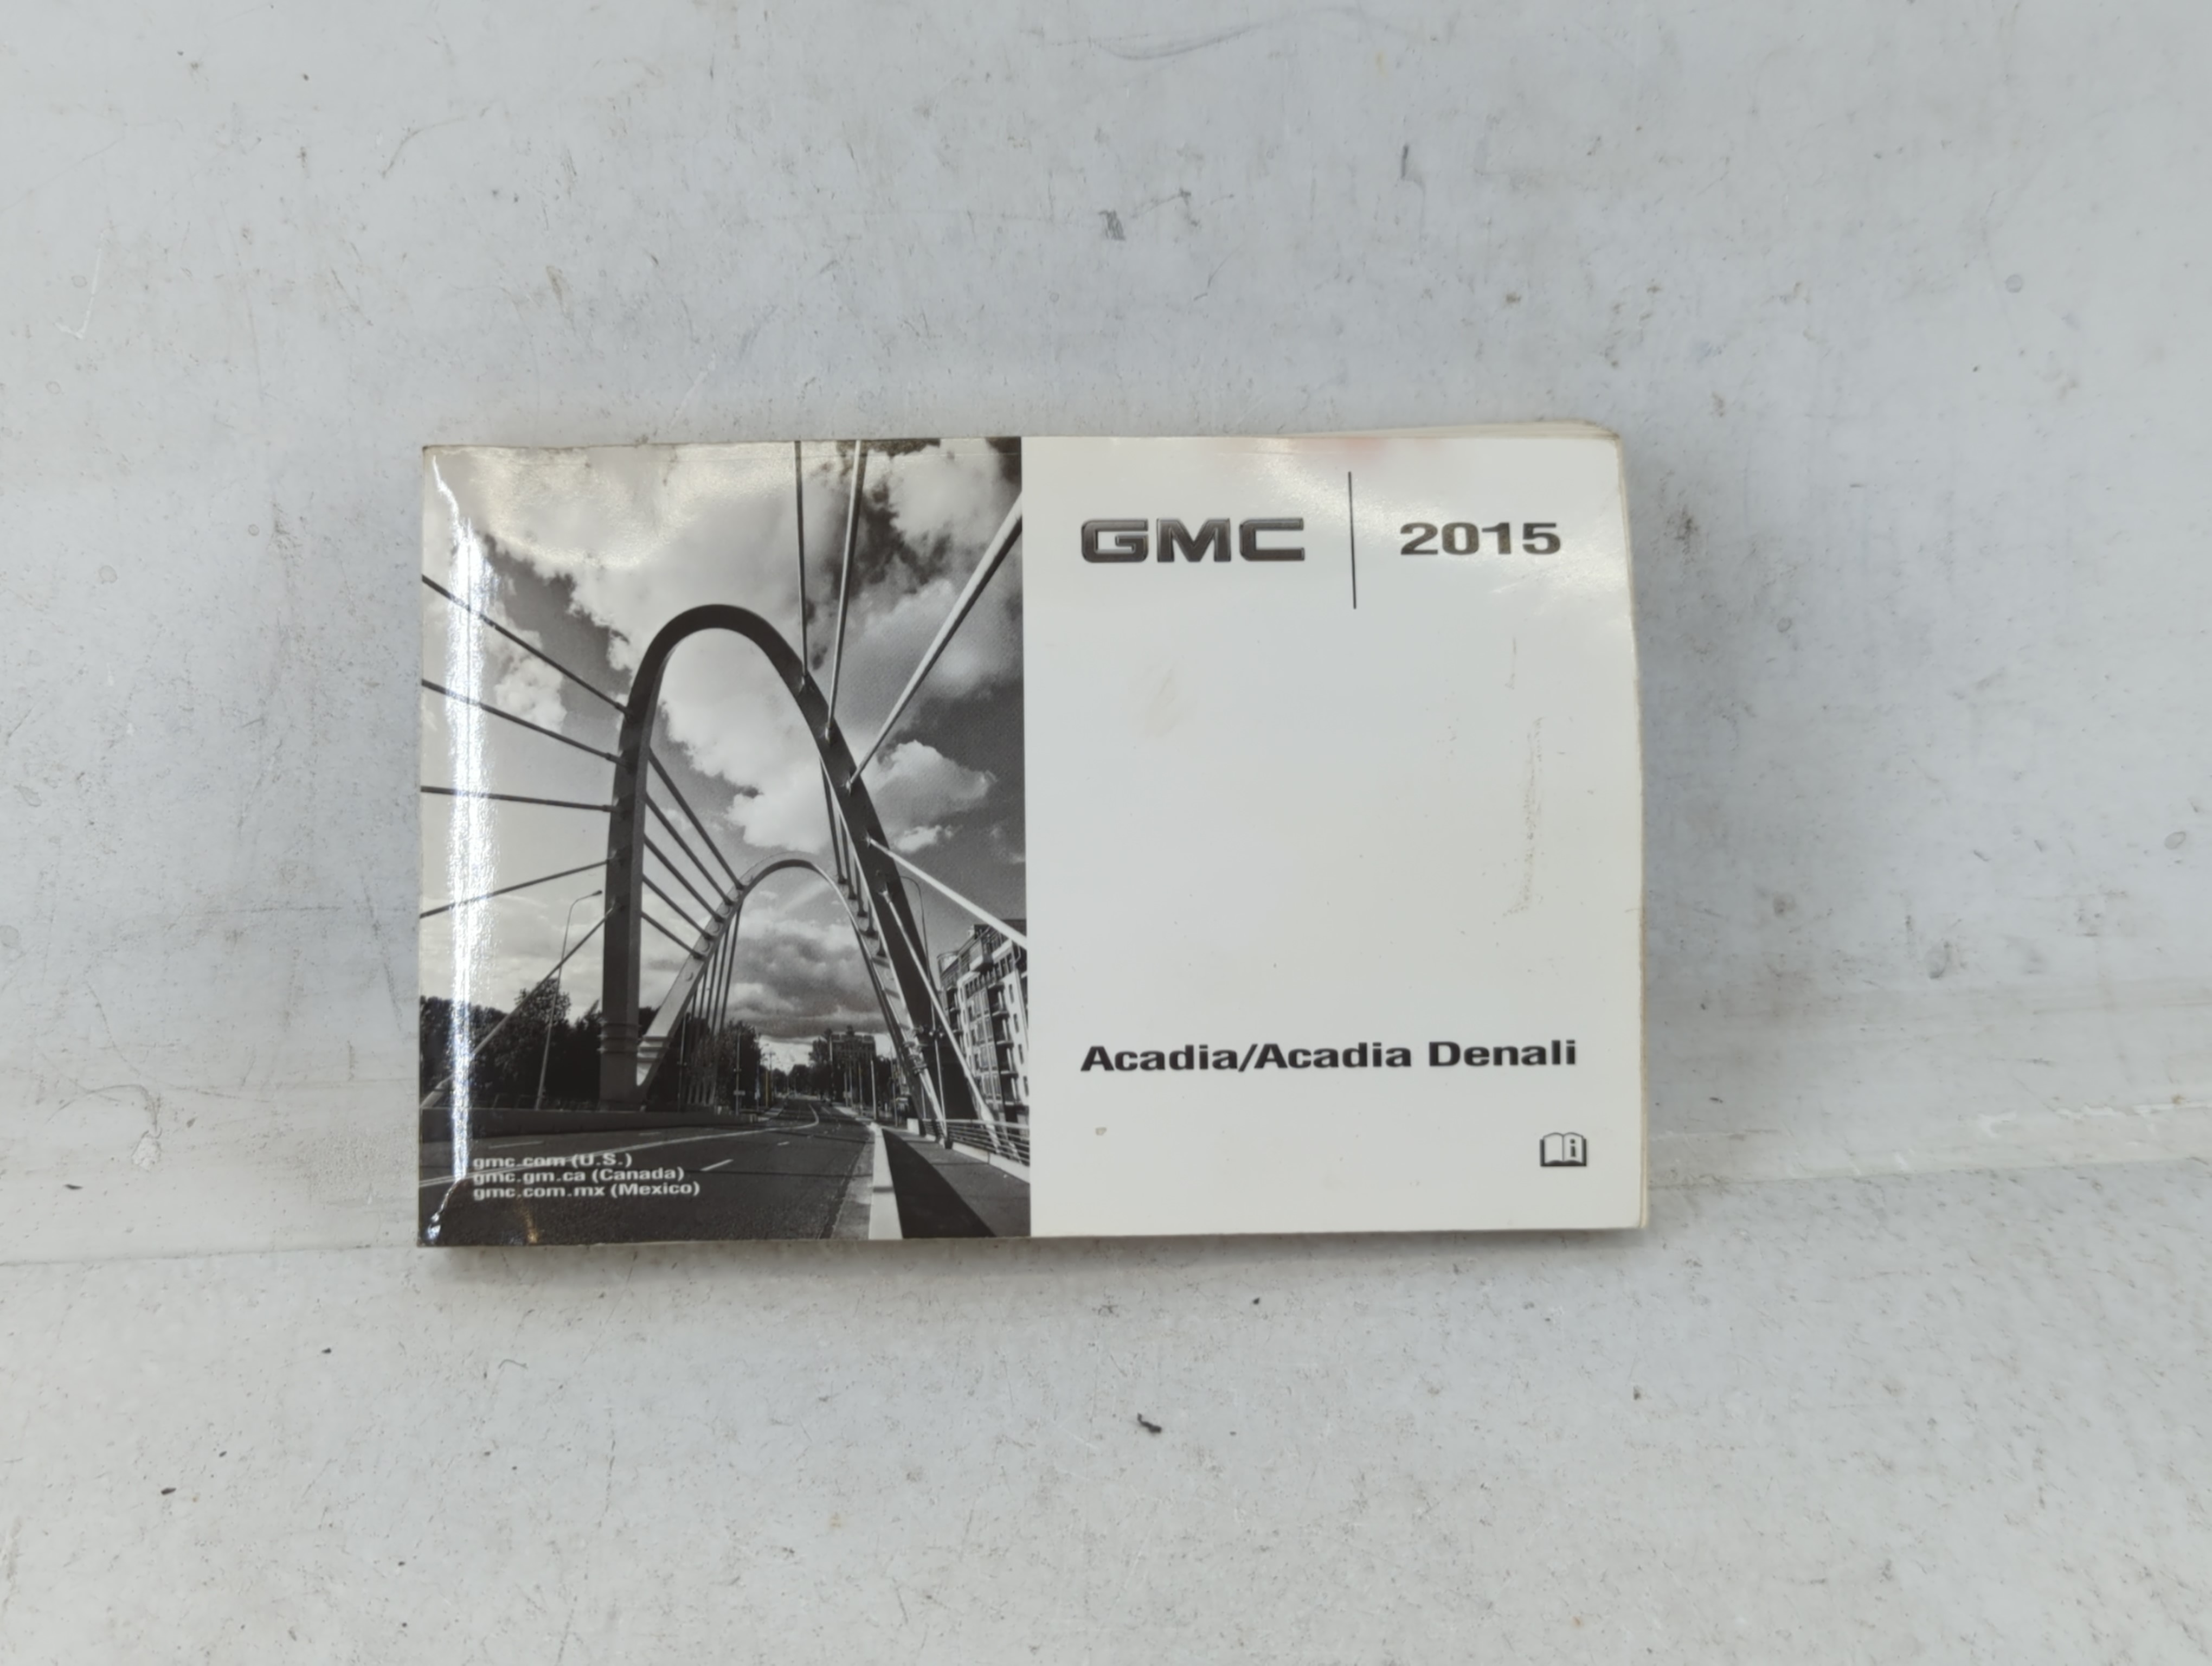 GMC | 2015
Acadia/Acadia Denali
gmc.com (U.S.)
gmc.gm.ca (Canada)
gmc.com.mx (Mexico)
i